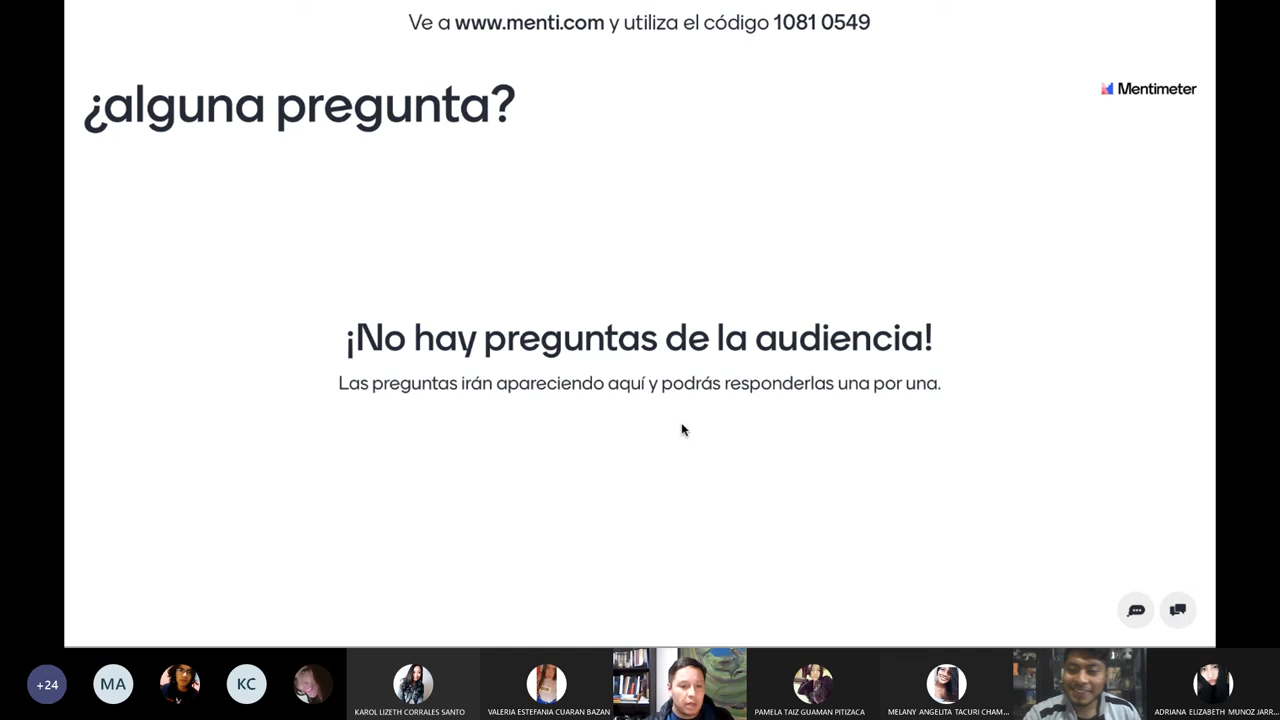 Ve a www.menti.com y utiliza el código 1081 0549
¿alguna pregunta?
Mentimeter
¡No hay preguntas de la audiencia!
Las preguntas irán apareciendo aquí y podrás responderlas una por una.
+24
MA
KC
KAROL LIZETH CORRALES SANTO
VALERIA ESTEFANIA CUARAN BAZAN
PAMELA TAIZ GUAMAN PITIZACA
MELANY ANGELITA TACURI CHAM...
ADRIANA ELIZABETH MUNOZ JARR...